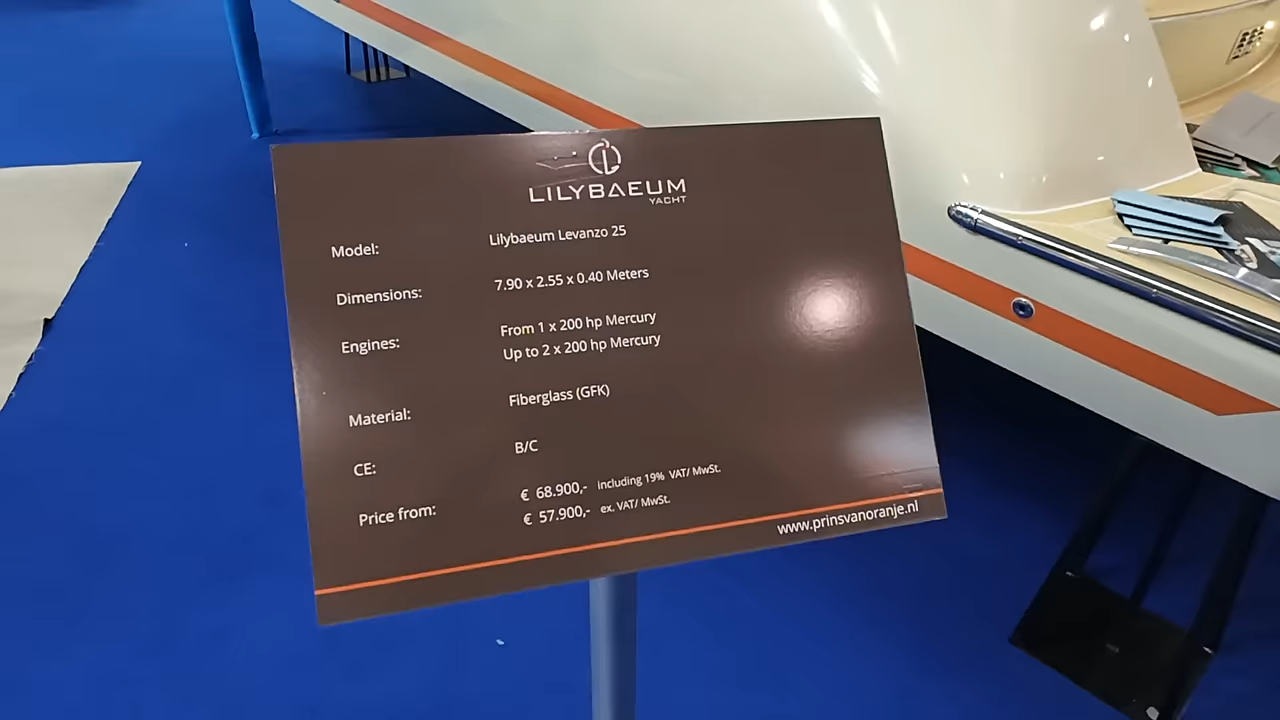 LILYBAEUM
YACHT
Model: Lilybaeum Levanzo 25
Dimensions: 7.90 x 2.55 x 0.40 Meters
Engines: From 1 x 200 hp Mercury
Up to 2 x 200 hp Mercury
Material: Fiberglass (GFK)
CE: B/C
Price from: € 68.900,- including 19% VAT/ MwSt.
€ 57.900,- ex. VAT/ MwSt.
www.prinsvanoranje.nl